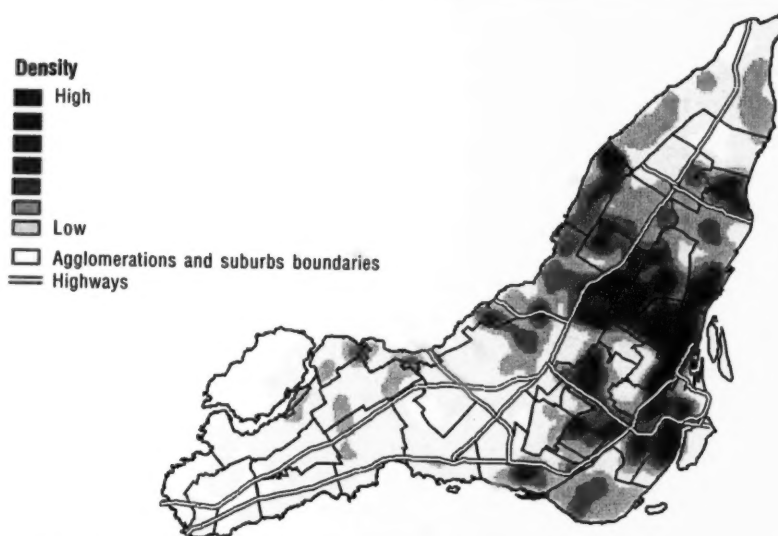 Density
High
Low
Agglomerations and suburbs boundaries
Highways